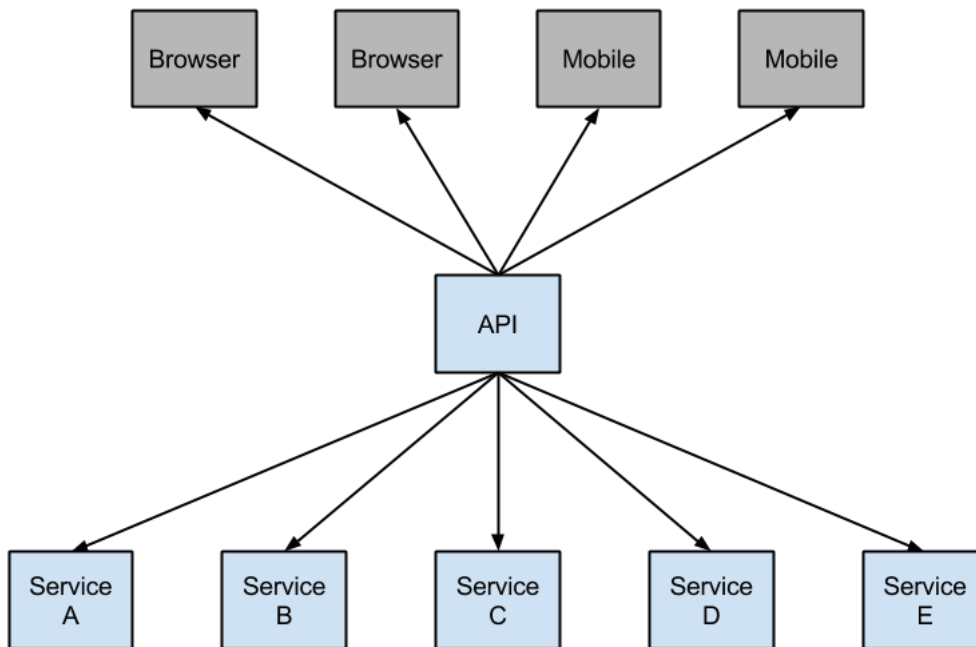 Browser
Browser
Mobile
Mobile
API
Service
A
Service
B
Service
C
Service
D
Service
E